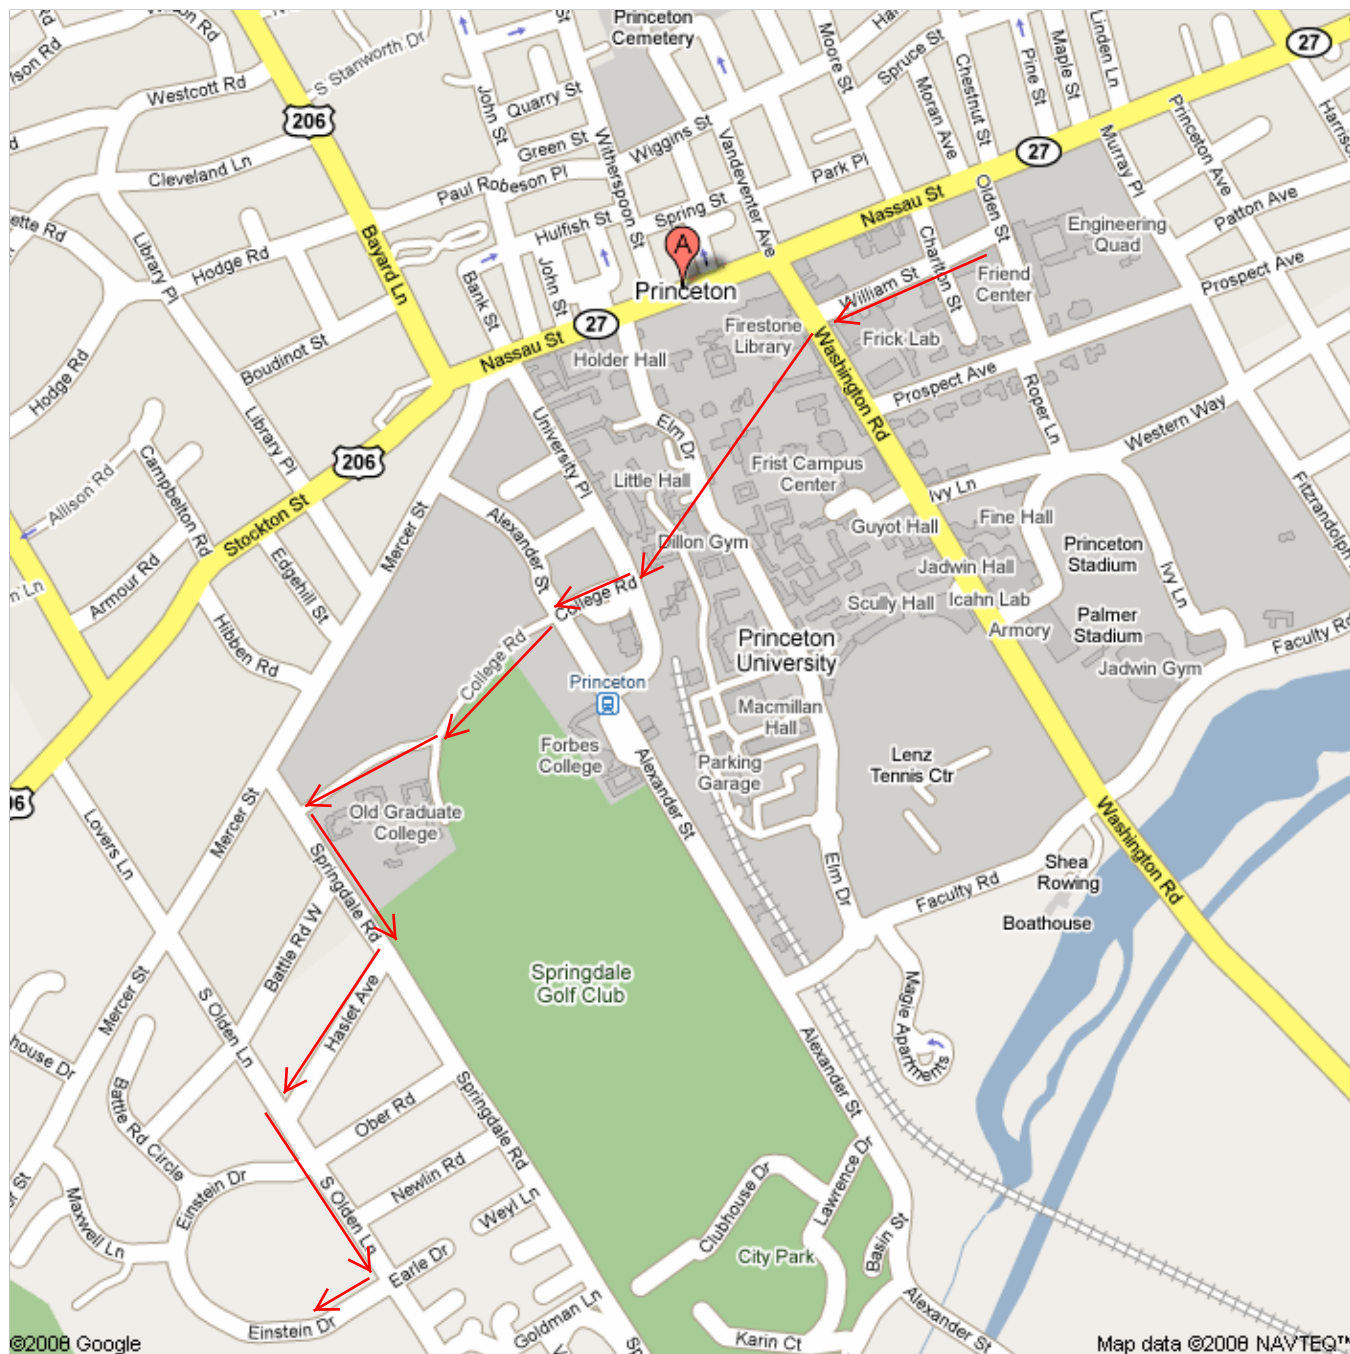 Princeton
Cemetery
27
Wilson Rd
S Stanworth Dr
Westcott Rd
206
Quarry St
John St
Green St
Witherspoon St
Wiggins St
Vandeventer Ave
Moore St
Spruce St
Moran Ave
Chestnut St
Pine St
Maple St
Linden Ln
Murray Pl
Princeton Ave
27
Cleveland Ln
Paul Robeson Pl
Park Pl
Spring St
Hulfish St
Nassau St
Olden St
Engineering
Quad
Patton Ave
Prospect Ave
Library Pl
Hodge Rd
Bayard Ln
Bank St
John St
A
Princeton
William St
Charlton St
Friend
Center
27
Firestone
Library
Frick Lab
Washington Rd
Nassau St
Holder Hall
Boudinot St
Hodge Rd
Prospect Ave
Roper Ln
Western Way
Library Pl
University Pl
Elm Dr
206
Allison Rd
Campbelton Rd
Little Hall
Frist Campus
Center
Ivy Ln
Fitzrandolph
Stockton St
Mercer St
Alexander St
Dillon Gym
Guyot Hall
Fine Hall
Princeton
Stadium
Armour Rd
Edgehill St
Jadwin Hall
Ivy Ln
College Rd
Scully Hall
Icahn Lab
Hibben Rd
Armory
Palmer
Stadium
Princeton
University
Faculty Rd
Jadwin Gym
College Rd
Princeton
Macmillan
Hall
Forbes
College
Parking
Garage
Lenz
Tennis Ctr
Alexander St
Old Graduate
College
Mercer St
Lovers Ln
Springdale Rd
Elm Dr
Faculty Rd
Washington Rd
Shea
Rowing
Boathouse
Battle Rd W
Springdale
Golf Club
Mercer St
S Olden Ln
Haslet Ave
Magie Apartments
Alexander St
Battle Rd Circle
Ober Rd
Springdale Rd
Einstein Dr
Newlin Rd
Maxwell Ln
S Olden Ln
Weyl Ln
Clubhouse Dr
Lawrence Dr
Basin St
City Park
Earle Dr
Einstein Dr
Goldman Ln
Karin Ct
Alexander St
©2008 Google
Map data ©2008 NAVTEQ™